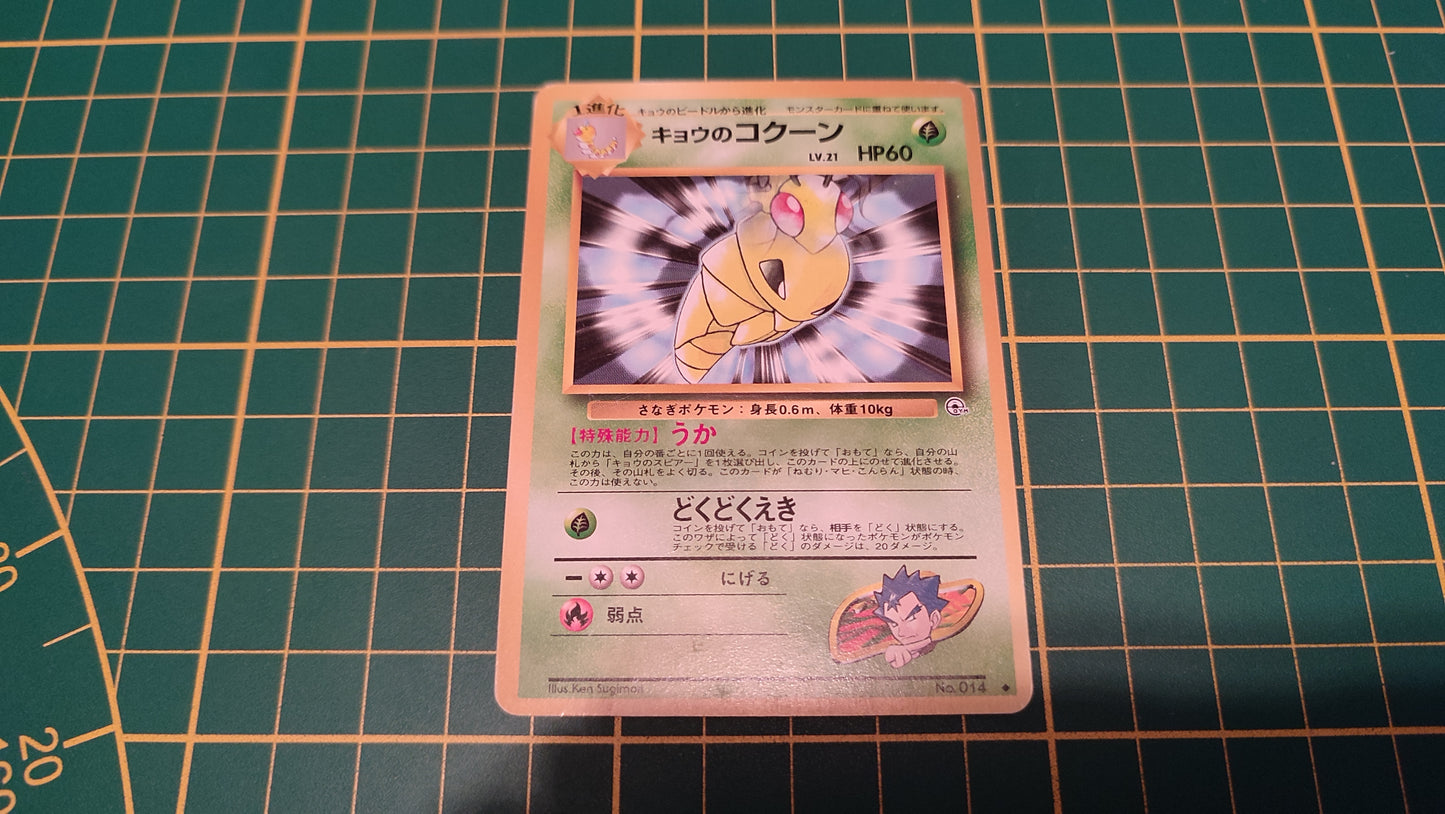 1進化
キョウのビードルから進化 モンスターカードに重ねて使います。
キョウのコクーン
LV.21 HP60
さなぎポケモン：身長0.6m、体重10kg
GYM
【特殊能力】うか
この力は、自分の番ごとに1回使える。コインを投げて「おもて」なら、自分の山
札から「キョウのスピアー」を1枚選び出し、このカードの上にのせて進化させる。
その後、その山札をよく切る。このカードが「ねむり・マヒ・こんらん」状態の時、
この力は使えない。
どくどくえき
コインを投げて「おもて」なら、相手を「どく」状態にする。
このワザによって「どく」状態になったポケモンがポケモン
チェックで受ける「どく」のダメージは、20ダメージ。
ー にげる
弱点
Illus. Ken Sugimori No. 014
20